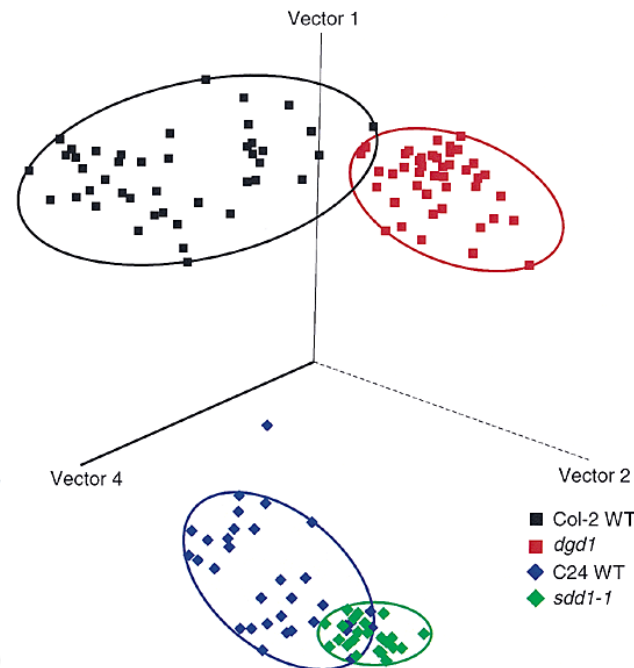 Vector 1
Vector 4
Vector 2
Col-2 WT
dgd1
C24 WT
sdd1-1